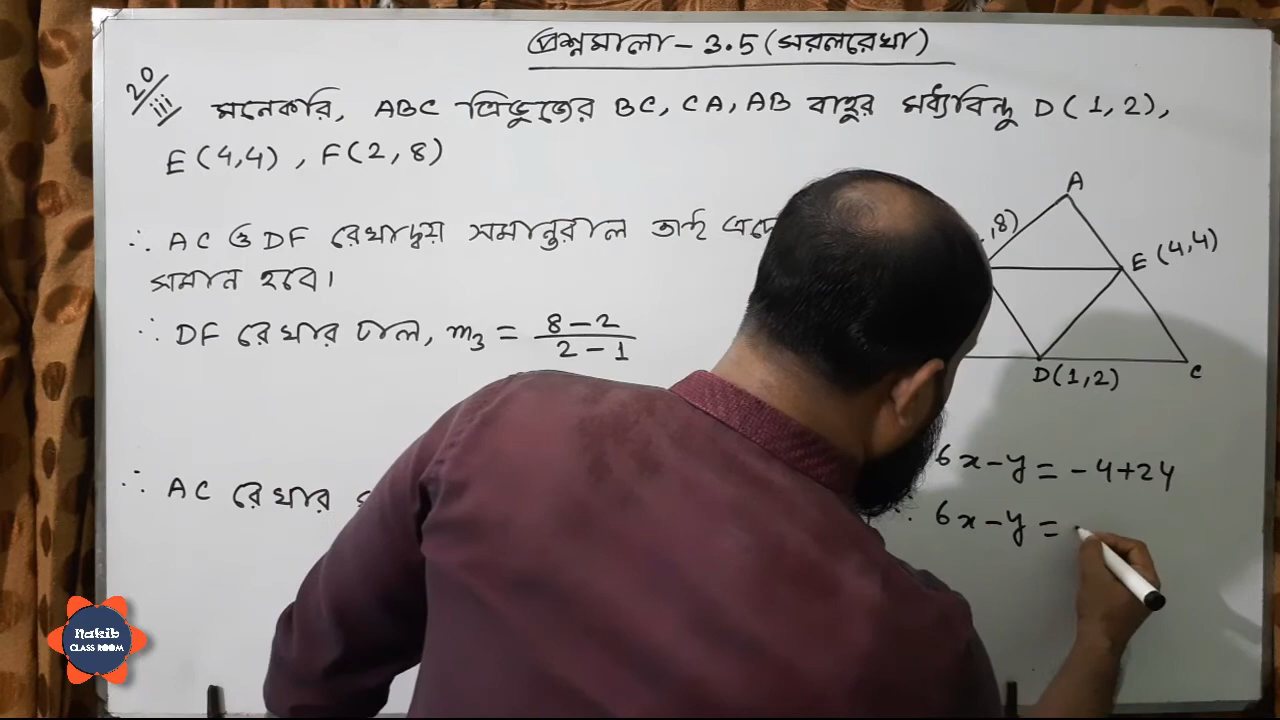 প্রশ্নমালা - 3.5 (সরলরেখা)
20/iii
মনেকরি, ABC ত্রিভুজের BC, CA, AB বাহুর মধ্যবিন্দু D(1,2),
E(4,4), F(2,8)
∴ AC ও DF রেখাদ্বয় সমান্তরাল তাই
সমান হবে।
∴ DF রেখার ঢাল, m₃ = 8-2 / 2-1
∴ AC রেখার
A
,8)
E (4,4)
D(1,2)
C
6x-y = -4+24
∴ 6x-y =
Nakib
CLASS ROOM